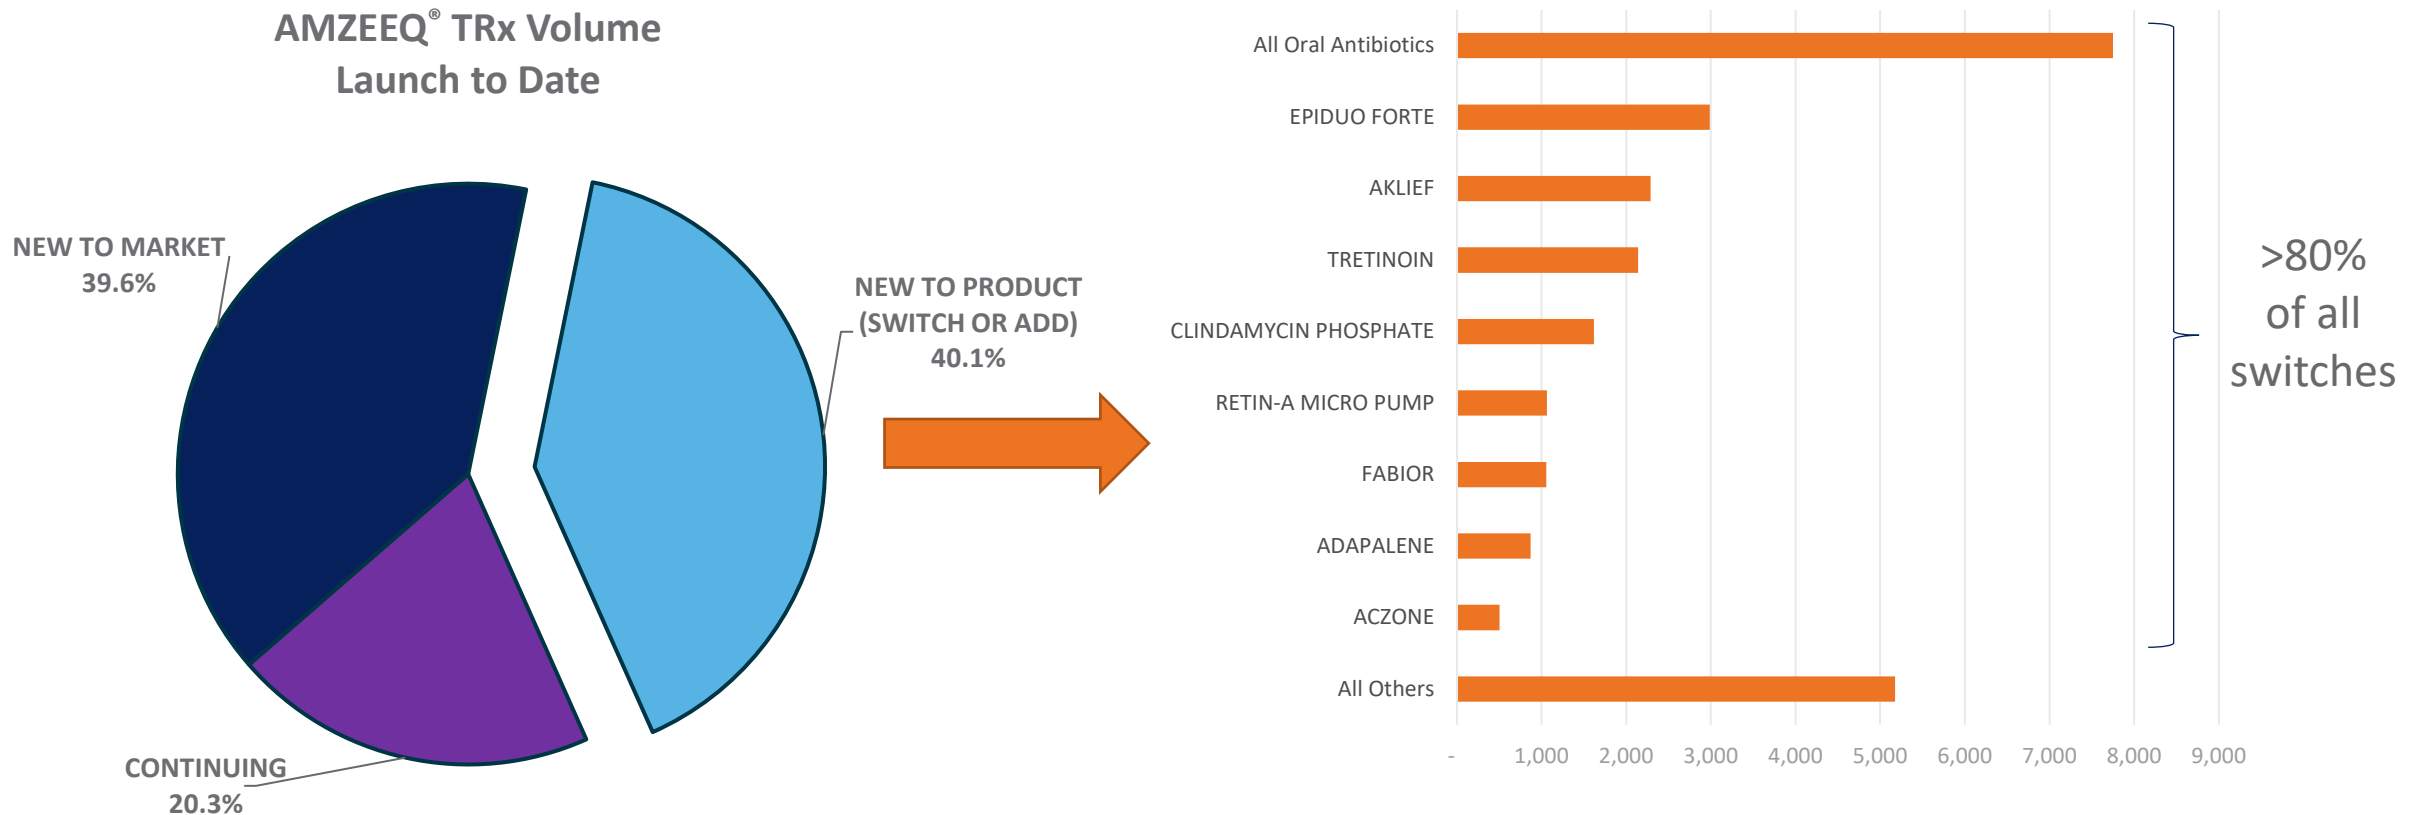 AMZEEQ® TRx Volume
Launch to Date
NEW TO MARKET
39.6%
NEW TO PRODUCT
(SWITCH OR ADD)
40.1%
CONTINUING
20.3%
All Oral Antibiotics
EPIDUO FORTE
AKLIEF
TRETINOIN
CLINDAMYCIN PHOSPHATE
RETIN-A MICRO PUMP
FABIOR
ADAPALENE
ACZONE
All Others
- 1,000 2,000 3,000 4,000 5,000 6,000 7,000 8,000 9,000
>80%
of all
switches